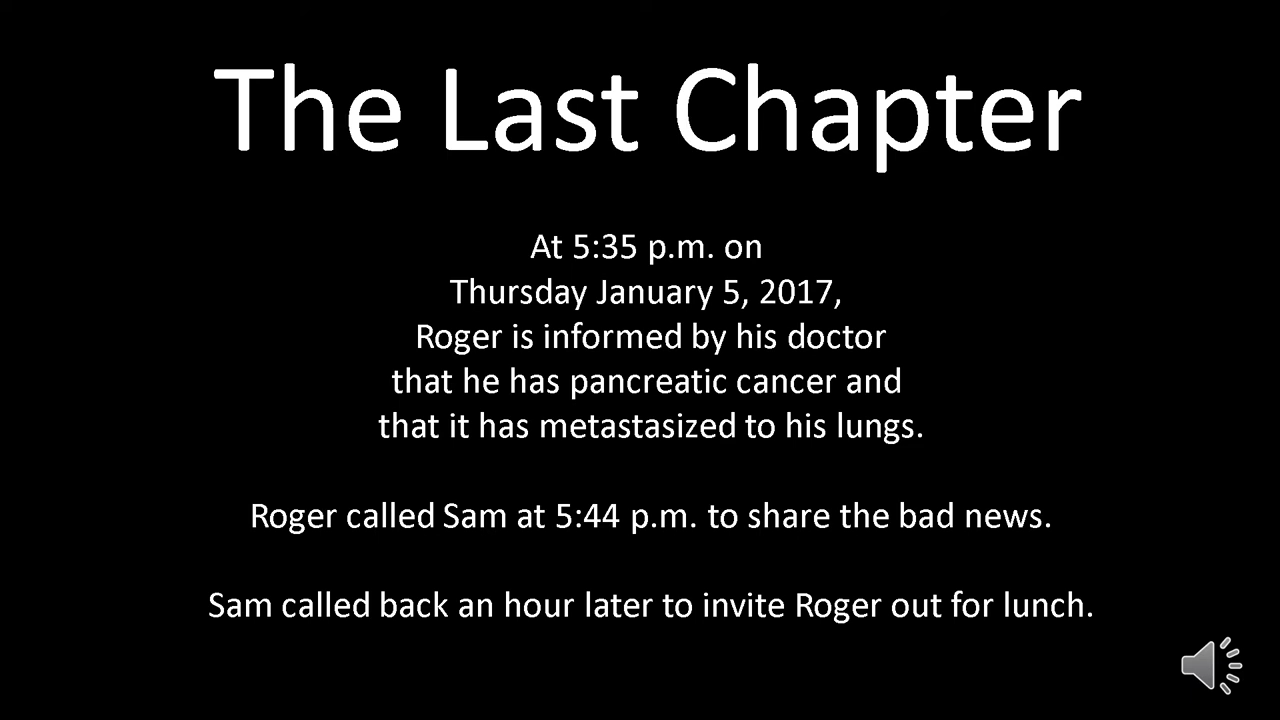 The Last Chapter
At 5:35 p.m. on
Thursday January 5, 2017,
Roger is informed by his doctor
that he has pancreatic cancer and
that it has metastasized to his lungs.
Roger called Sam at 5:44 p.m. to share the bad news.
Sam called back an hour later to invite Roger out for lunch.